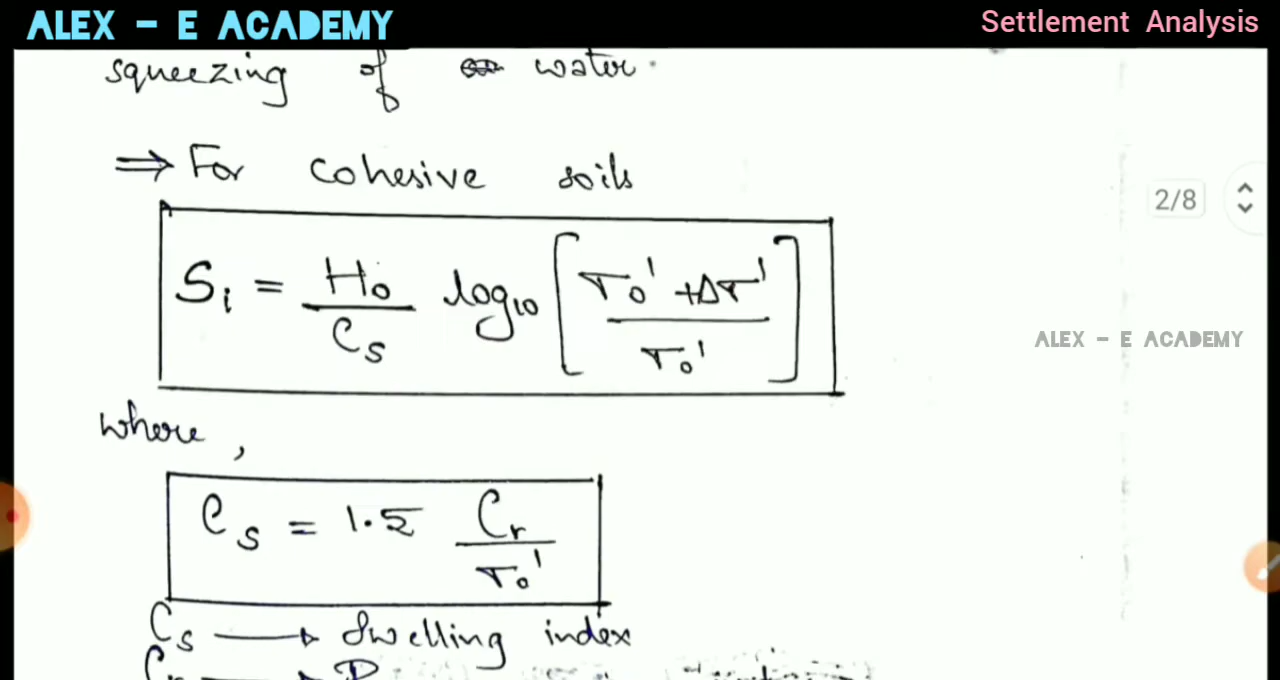 ALEX - E ACADEMY
Settlement Analysis
squeezing of water.
⇒ For cohesive soils
2/8
Si = H₀/Cs log₁₀ [(σ₀' + Δσ')/σ₀']
ALEX - E ACADEMY
where,
Cs = 1.5 Cr/σ₀'
Cs → Swelling index
Cr →